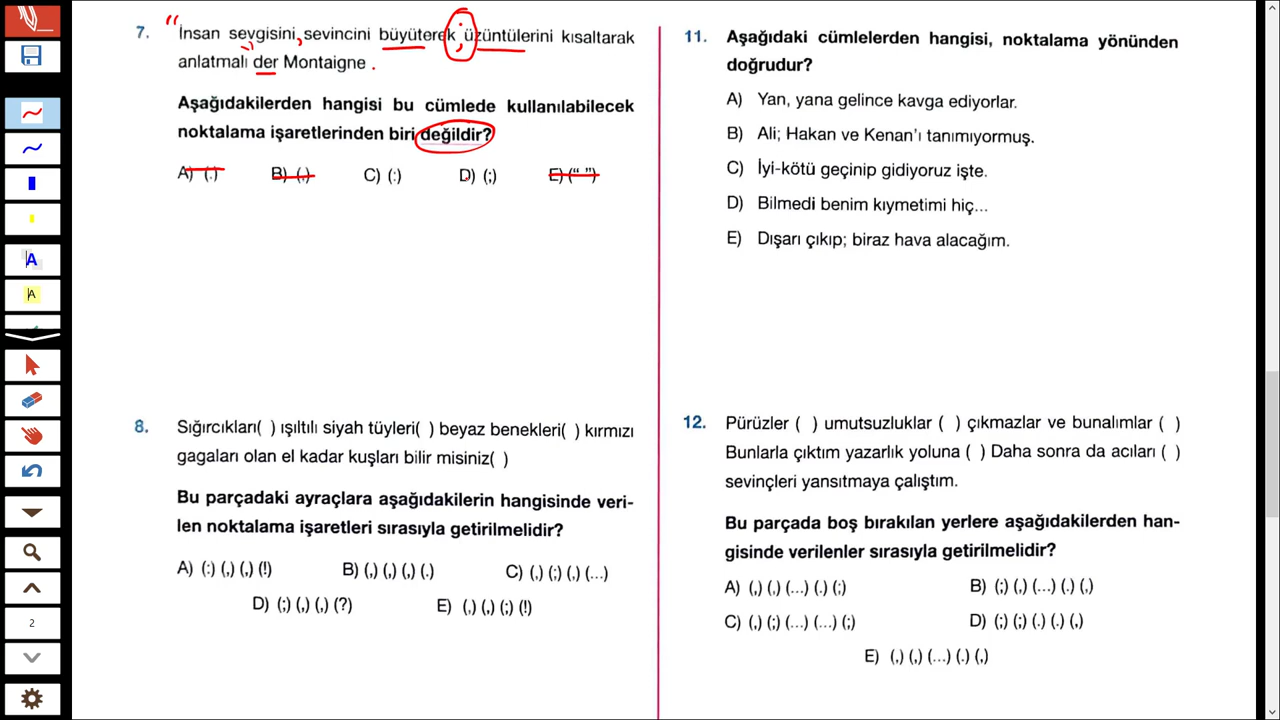 7. İnsan sevgisini, sevincini büyüterek ; üzüntülerini kısaltarak
anlatmalı der Montaigne .
Aşağıdakilerden hangisi bu cümlede kullanılabilecek
noktalama işaretlerinden biri değildir?
A) (.) B) (,) C) (:) D) (;) E) (“ ”)
8. Sığırcıkları( ) ışıltılı siyah tüyleri( ) beyaz benekleri( ) kırmızı
gagaları olan el kadar kuşları bilir misiniz( )
Bu parçadaki ayraçlara aşağıdakilerin hangisinde veri-
len noktalama işaretleri sırasıyla getirilmelidir?
A) (:) (,) (,) (!) B) (,) (,) (,) (.) C) (,) (;) (,) (...)
D) (;) (,) (,) (?) E) (,) (,) (;) (!)
11. Aşağıdaki cümlelerden hangisi, noktalama yönünden
doğrudur?
A) Yan, yana gelince kavga ediyorlar.
B) Ali; Hakan ve Kenan’ı tanımıyormuş.
C) İyi-kötü geçinip gidiyoruz işte.
D) Bilmedi benim kıymetimi hiç...
E) Dışarı çıkıp; biraz hava alacağım.
12. Pürüzler ( ) umutsuzluklar ( ) çıkmazlar ve bunalımlar ( )
Bunlarla çıktım yazarlık yoluna ( ) Daha sonra da acıları ( )
sevinçleri yansıtmaya çalıştım.
Bu parçada boş bırakılan yerlere aşağıdakilerden han-
gisinde verilenler sırasıyla getirilmelidir?
A) (,) (,) (...) (.) (;) B) (;) (,) (...) (.) (,)
C) (,) (;) (...) (...) (;) D) (;) (;) (.) (.) (,)
E) (,) (,) (...) (.) (,)
A
A
2